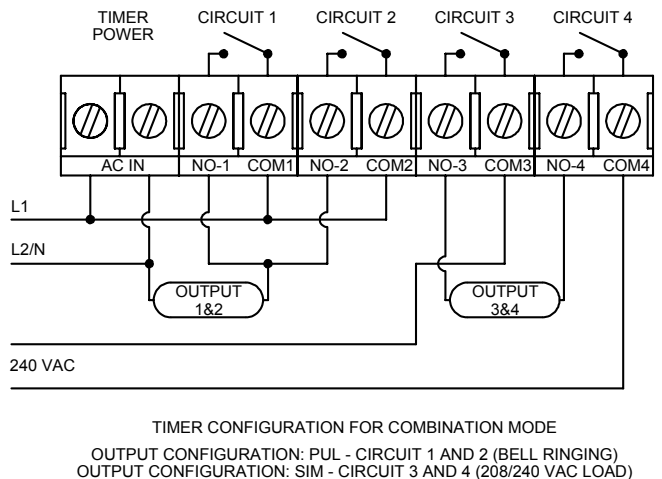 TIMER
POWER
CIRCUIT 1
CIRCUIT 2
CIRCUIT 3
CIRCUIT 4
AC IN
NO-1
COM1
NO-2
COM2
NO-3
COM3
NO-4
COM4
L1
L2/N
OUTPUT
1&2
OUTPUT
3&4
240 VAC
TIMER CONFIGURATION FOR COMBINATION MODE
OUTPUT CONFIGURATION: PUL - CIRCUIT 1 AND 2 (BELL RINGING)
OUTPUT CONFIGURATION: SIM - CIRCUIT 3 AND 4 (208/240 VAC LOAD)